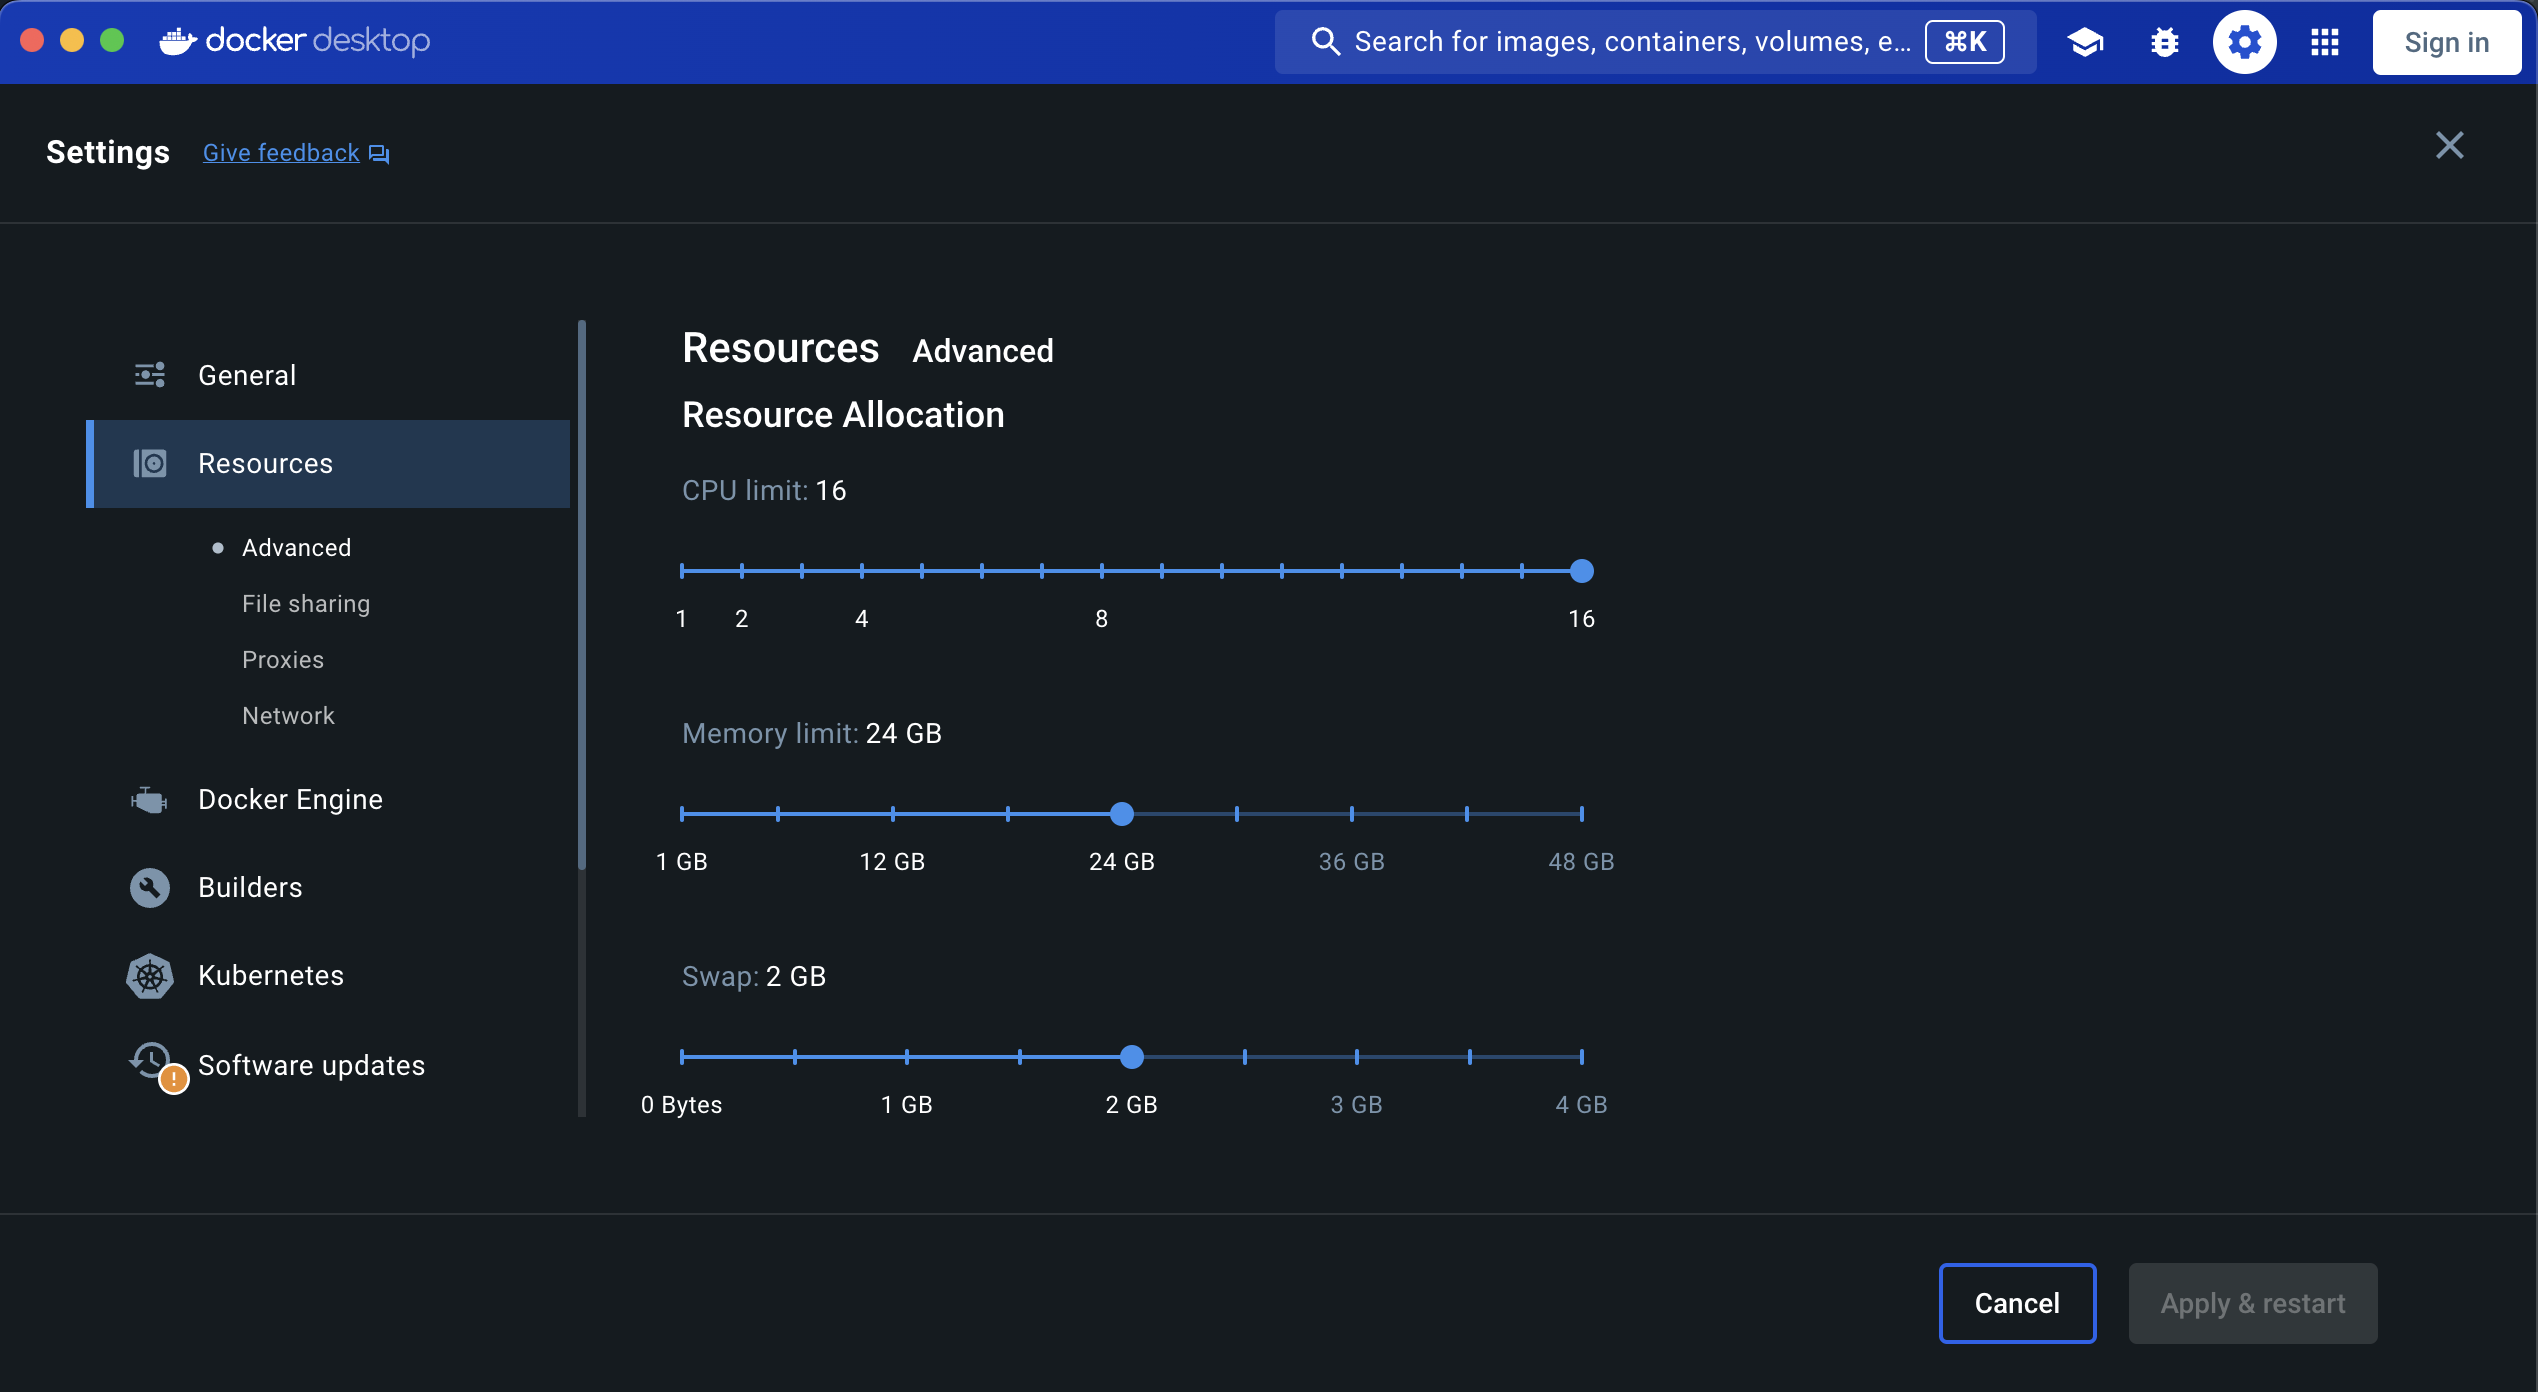 docker desktop
Search for images, containers, volumes, e... ⌘K
Sign in
Settings Give feedback
General
Resources
Advanced
File sharing
Proxies
Network
Docker Engine
Builders
Kubernetes
! Software updates
Resources Advanced
Resource Allocation
CPU limit: 16
1 2 4 8 16
Memory limit: 24 GB
1 GB 12 GB 24 GB 36 GB 48 GB
Swap: 2 GB
0 Bytes 1 GB 2 GB 3 GB 4 GB
Cancel Apply & restart